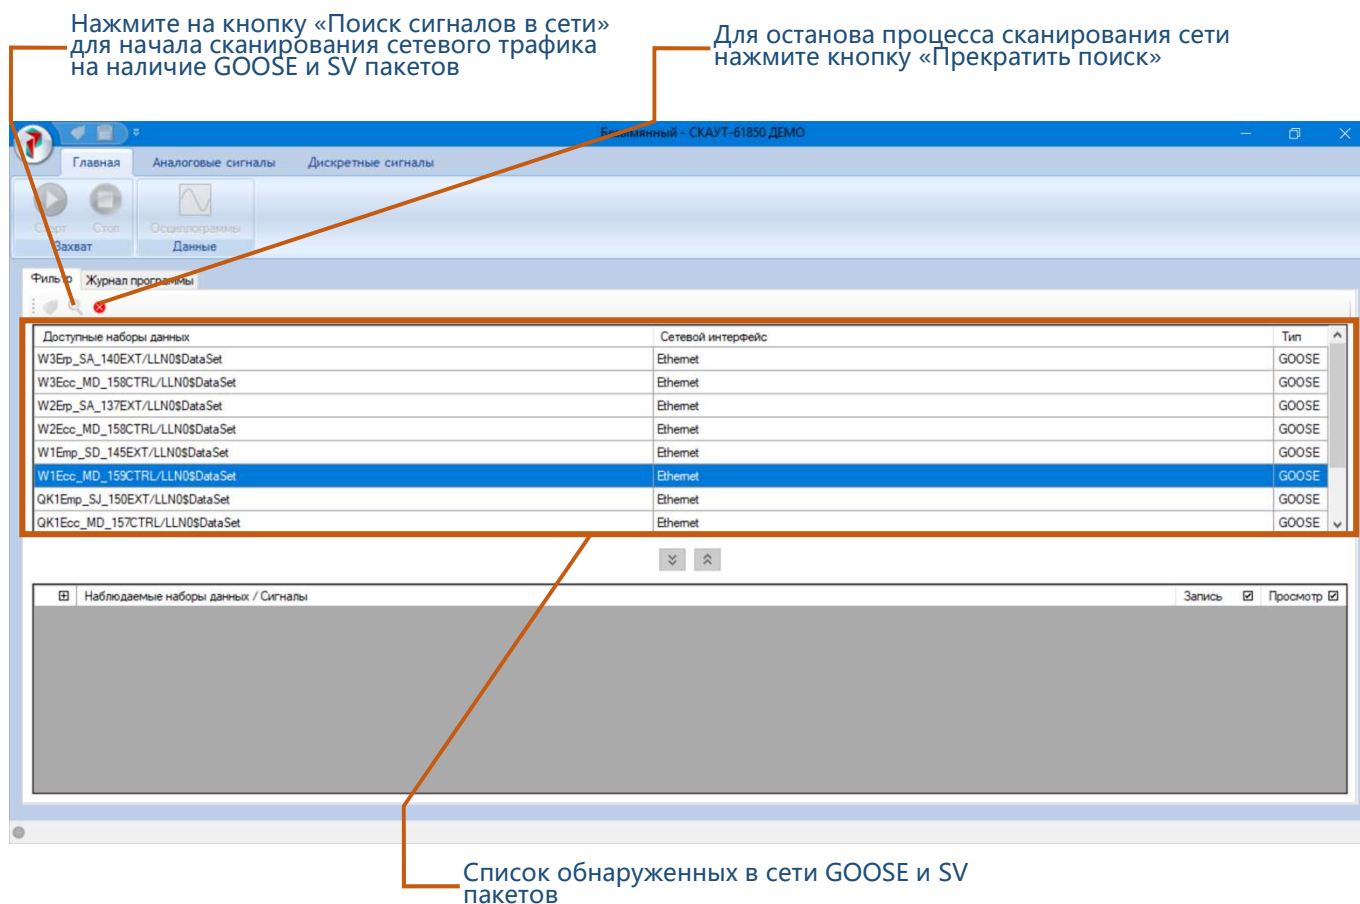 Нажмите на кнопку «Поиск сигналов в сети»
для начала сканирования сетевого трафика
на наличие GOOSE и SV пакетов
Для останова процесса сканирования сети
нажмите кнопку «Прекратить поиск»
Безымянный - СКАУТ-61850 ДЕМО
Главная Аналоговые сигналы Дискретные сигналы
Старт Стоп Осциллограммы
Захват Данные
Фильтр Журнал программы
Доступные наборы данных Сетевой интерфейс Тип
W3Erp_SA_140EXT/LLN0$DataSet Ethernet GOOSE
W3Ecc_MD_158CTRL/LLN0$DataSet Ethernet GOOSE
W2Erp_SA_137EXT/LLN0$DataSet Ethernet GOOSE
W2Ecc_MD_158CTRL/LLN0$DataSet Ethernet GOOSE
W1Emp_SD_145EXT/LLN0$DataSet Ethernet GOOSE
W1Ecc_MD_159CTRL/LLN0$DataSet Ethernet GOOSE
QK1Emp_SJ_150EXT/LLN0$DataSet Ethernet GOOSE
QK1Ecc_MD_157CTRL/LLN0$DataSet Ethernet GOOSE
Наблюдаемые наборы данных / Сигналы Запись Просмотр
Список обнаруженных в сети GOOSE и SV
пакетов